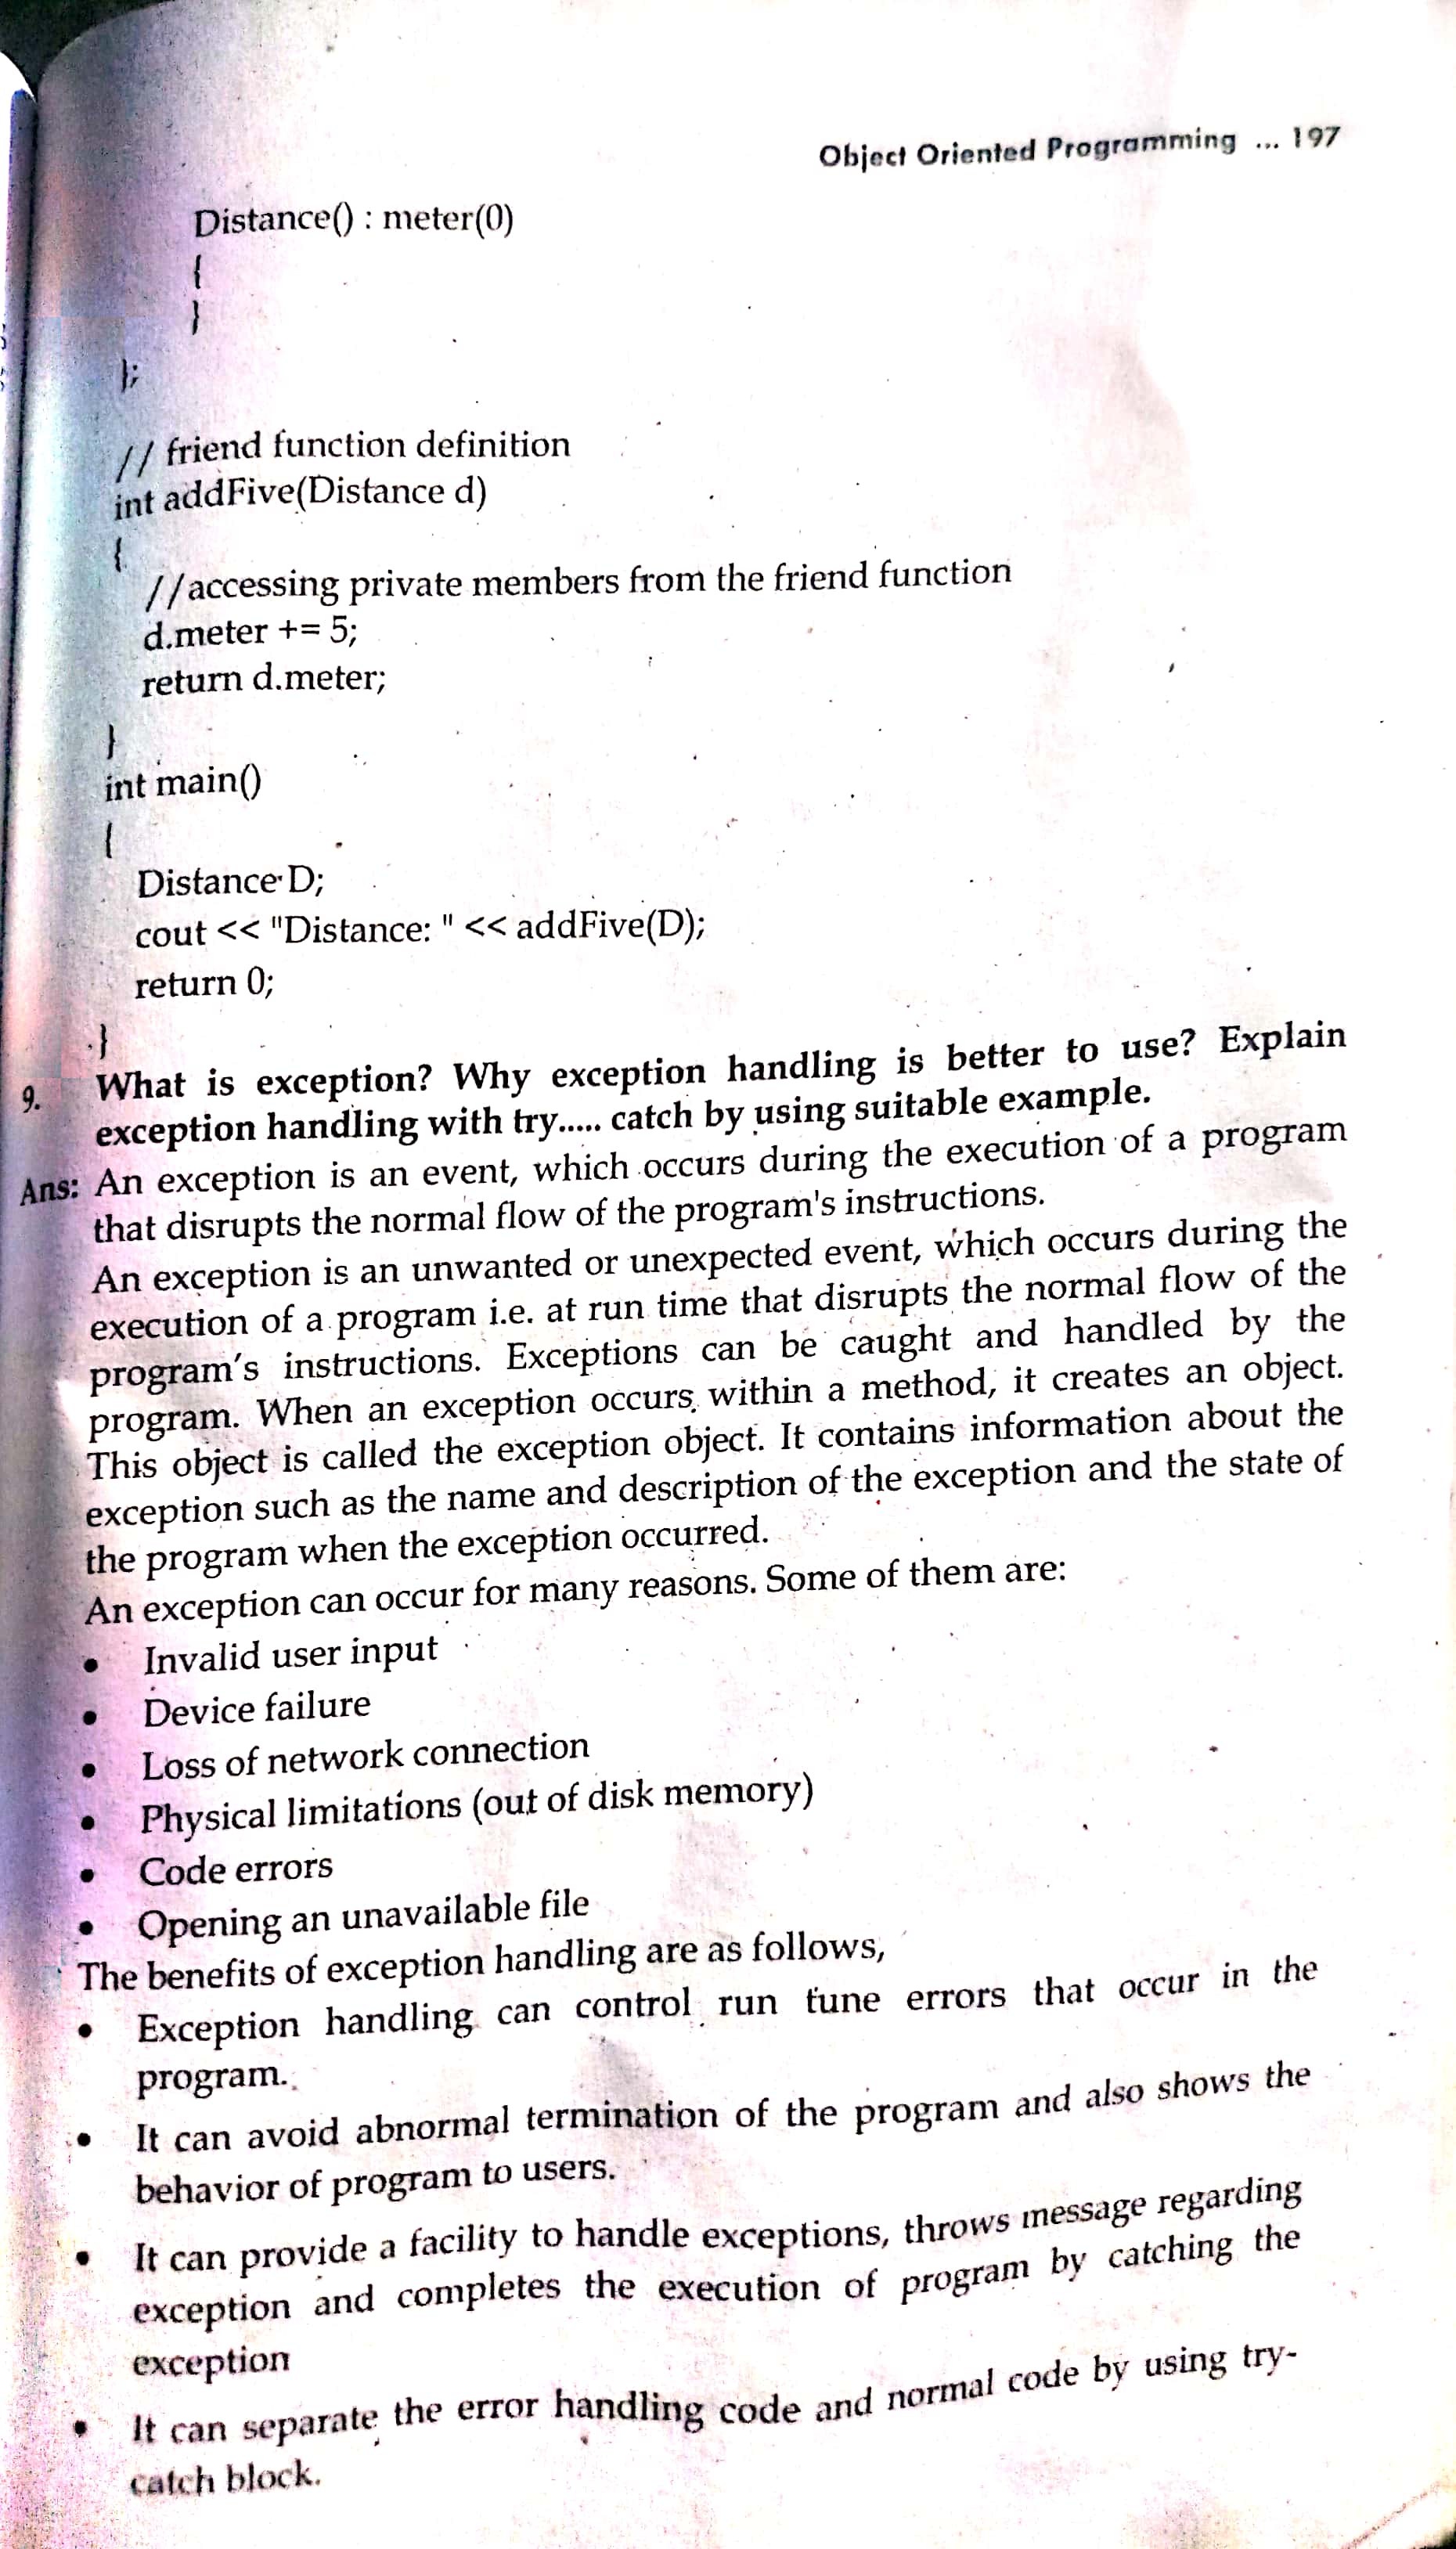 Object Oriented Programming ... 197
Distance() : meter(0)
{
}
};
// friend function definition
int addFive(Distance d)
{
//accessing private members from the friend function
d.meter += 5;
return d.meter;
}
int main()
{
Distance D;
cout << "Distance: " << addFive(D);
return 0;
}
9. What is exception? Why exception handling is better to use? Explain
exception handling with try..... catch by using suitable example.
Ans: An exception is an event, which occurs during the execution of a program
that disrupts the normal flow of the program's instructions.
An exception is an unwanted or unexpected event, which occurs during the
execution of a program i.e. at run time that disrupts the normal flow of the
program's instructions. Exceptions can be caught and handled by the
program. When an exception occurs within a method, it creates an object.
This object is called the exception object. It contains information about the
exception such as the name and description of the exception and the state of
the program when the exception occurred.
An exception can occur for many reasons. Some of them are:
• Invalid user input
• Device failure
• Loss of network connection
• Physical limitations (out of disk memory)
• Code errors
• Opening an unavailable file
The benefits of exception handling are as follows,
• Exception handling can control run tune errors that occur in the
program.
• It can avoid abnormal termination of the program and also shows the
behavior of program to users.
• It can provide a facility to handle exceptions, throws message regarding
exception and completes the execution of program by catching the
exception
• It can separate the error handling code and normal code by using try-
catch block.